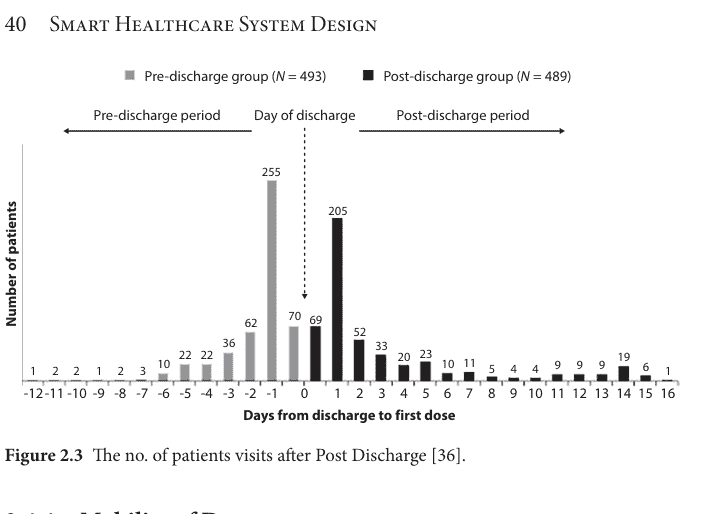 40 Smart Healthcare System Design
Pre-discharge group (N = 493) Post-discharge group (N = 489)
Pre-discharge period Day of discharge Post-discharge period
Number of patients
1 2 2 1 2 3 10 22 22 36 62 255 70 69 205 52 33 20 23 10 11 5 4 4 9 9 9 19 6 1
-12 -11 -10 -9 -8 -7 -6 -5 -4 -3 -2 -1 0 1 2 3 4 5 6 7 8 9 10 11 12 13 14 15 16
Days from discharge to first dose
Figure 2.3 The no. of patients visits after Post Discharge [36].